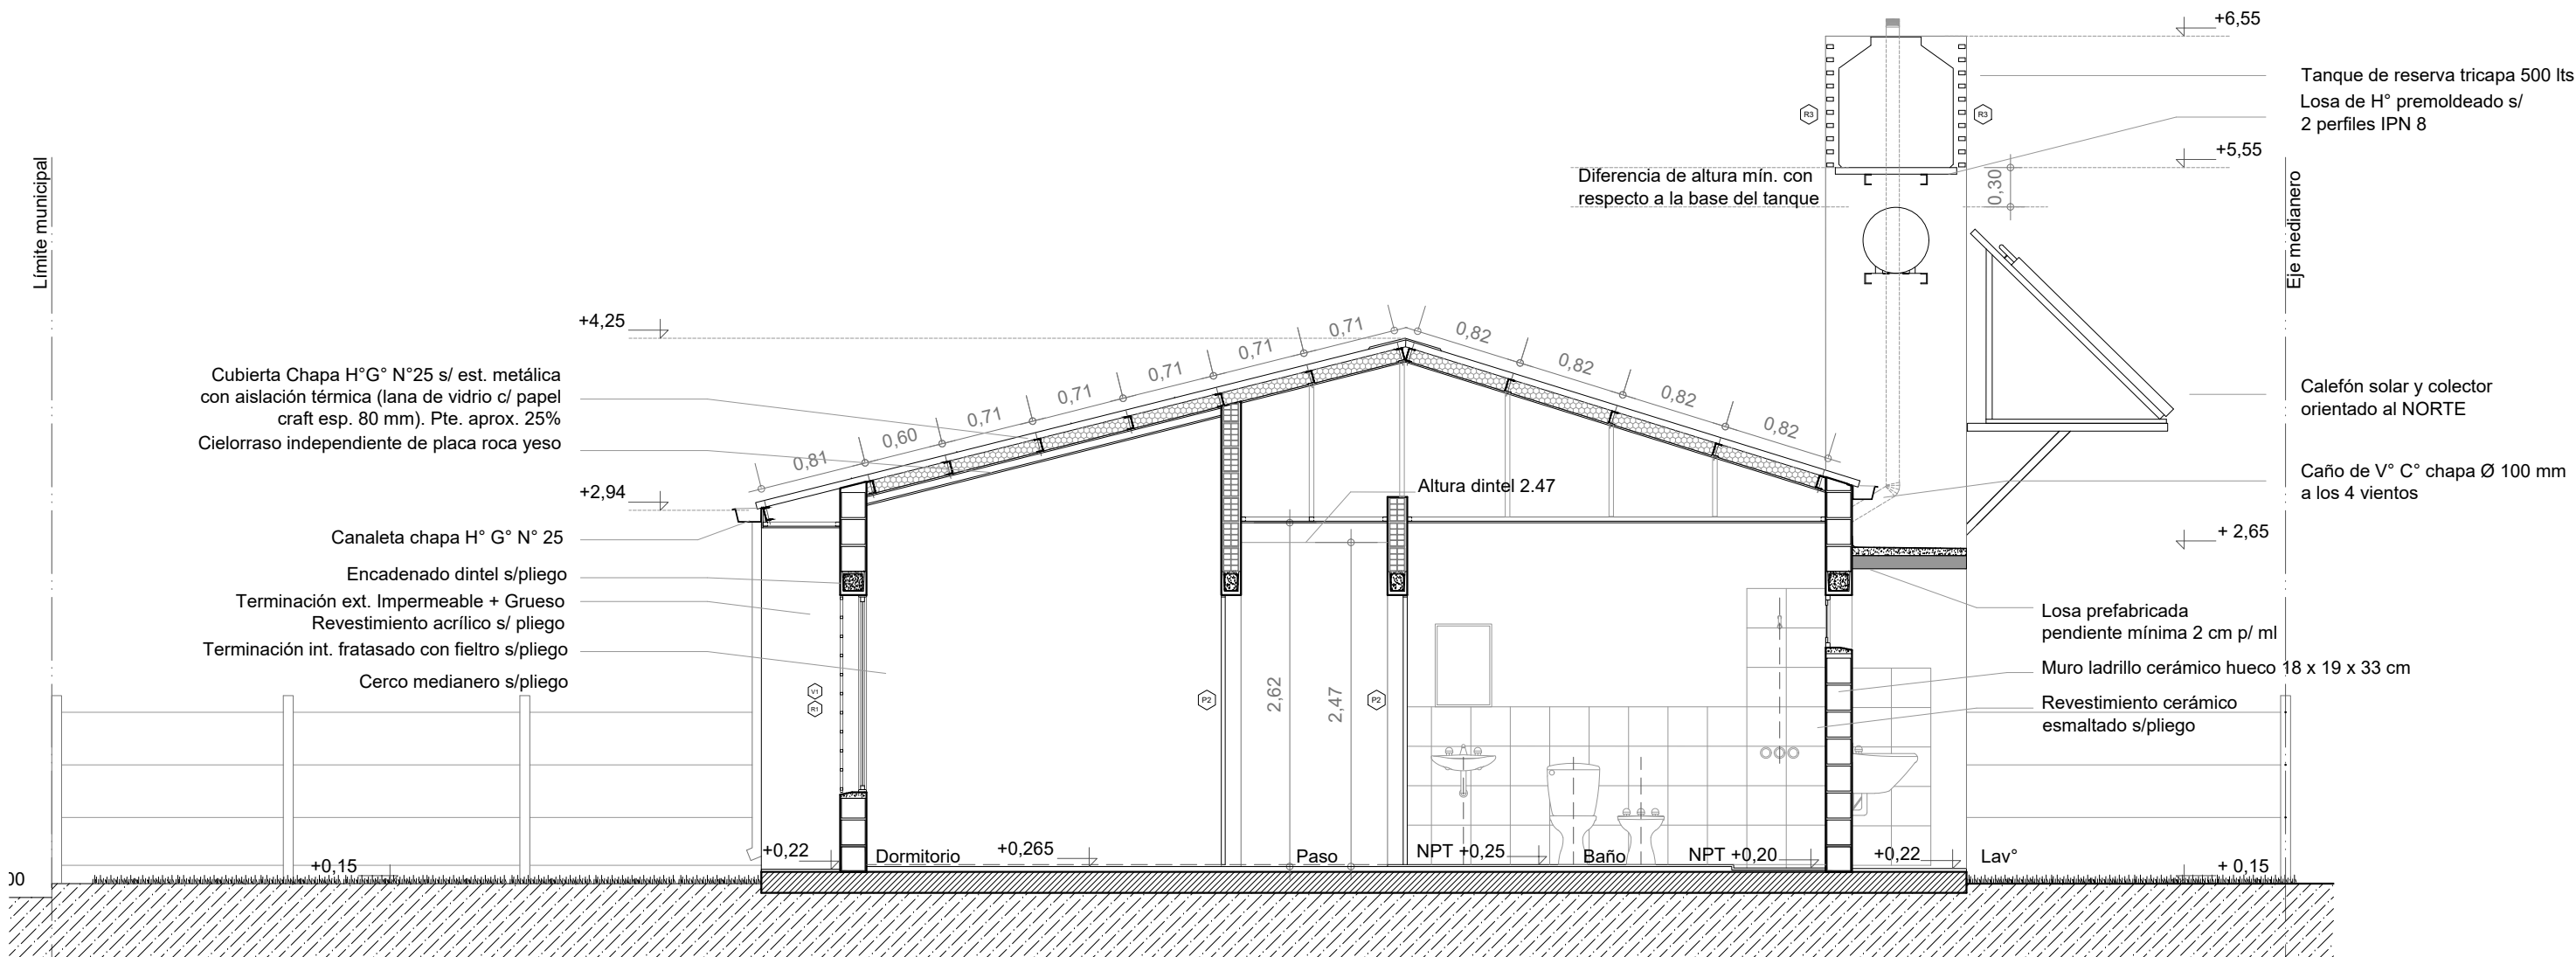 +6,55
Tanque de reserva tricapa 500 lts
Losa de H° premoldeado s/
2 perfiles IPN 8
R3
R3
+5,55
Límite municipal
Diferencia de altura mín. con
respecto a la base del tanque
0,30
Eje medianero
+4,25
0,71
0,82
0,71
0,82
0,71
0,82
0,71
0,82
0,60
0,81
Cubierta Chapa H°G° N°25 s/ est. metálica
con aislación térmica (lana de vidrio c/ papel
craft esp. 80 mm). Pte. aprox. 25%
Cielorraso independiente de placa roca yeso
Calefón solar y colector
orientado al NORTE
Caño de V° C° chapa Ø 100 mm
a los 4 vientos
+2,94
Altura dintel 2.47
Canaleta chapa H° G° N° 25
+ 2,65
Encadenado dintel s/pliego
Terminación ext. Impermeable + Grueso
Revestimiento acrílico s/ pliego
Terminación int. fratasado con fieltro s/pliego
Cerco medianero s/pliego
Losa prefabricada
pendiente mínima 2 cm p/ ml
Muro ladrillo cerámico hueco 18 x 19 x 33 cm
Revestimiento cerámico
esmaltado s/pliego
V1
R1
P2
2,62
2,47
P2
+0,22
Dormitorio
+0,265
Paso
NPT +0,25
Baño
NPT +0,20
+0,22
Lav°
+0,15
+ 0,15
00